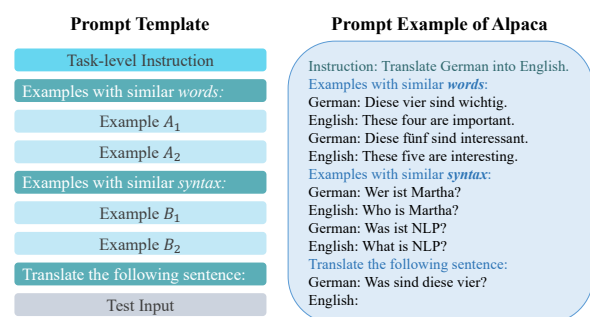 Prompt Template
Task-level Instruction
Examples with similar words:
Example A1
Example A2
Examples with similar syntax:
Example B1
Example B2
Translate the following sentence:
Test Input
Prompt Example of Alpaca
Instruction: Translate German into English.
Examples with similar words:
German: Diese vier sind wichtig.
English: These four are important.
German: Diese fünf sind interessant.
English: These five are interesting.
Examples with similar syntax:
German: Wer ist Martha?
English: Who is Martha?
German: Was ist NLP?
English: What is NLP?
Translate the following sentence:
German: Was sind diese vier?
English: